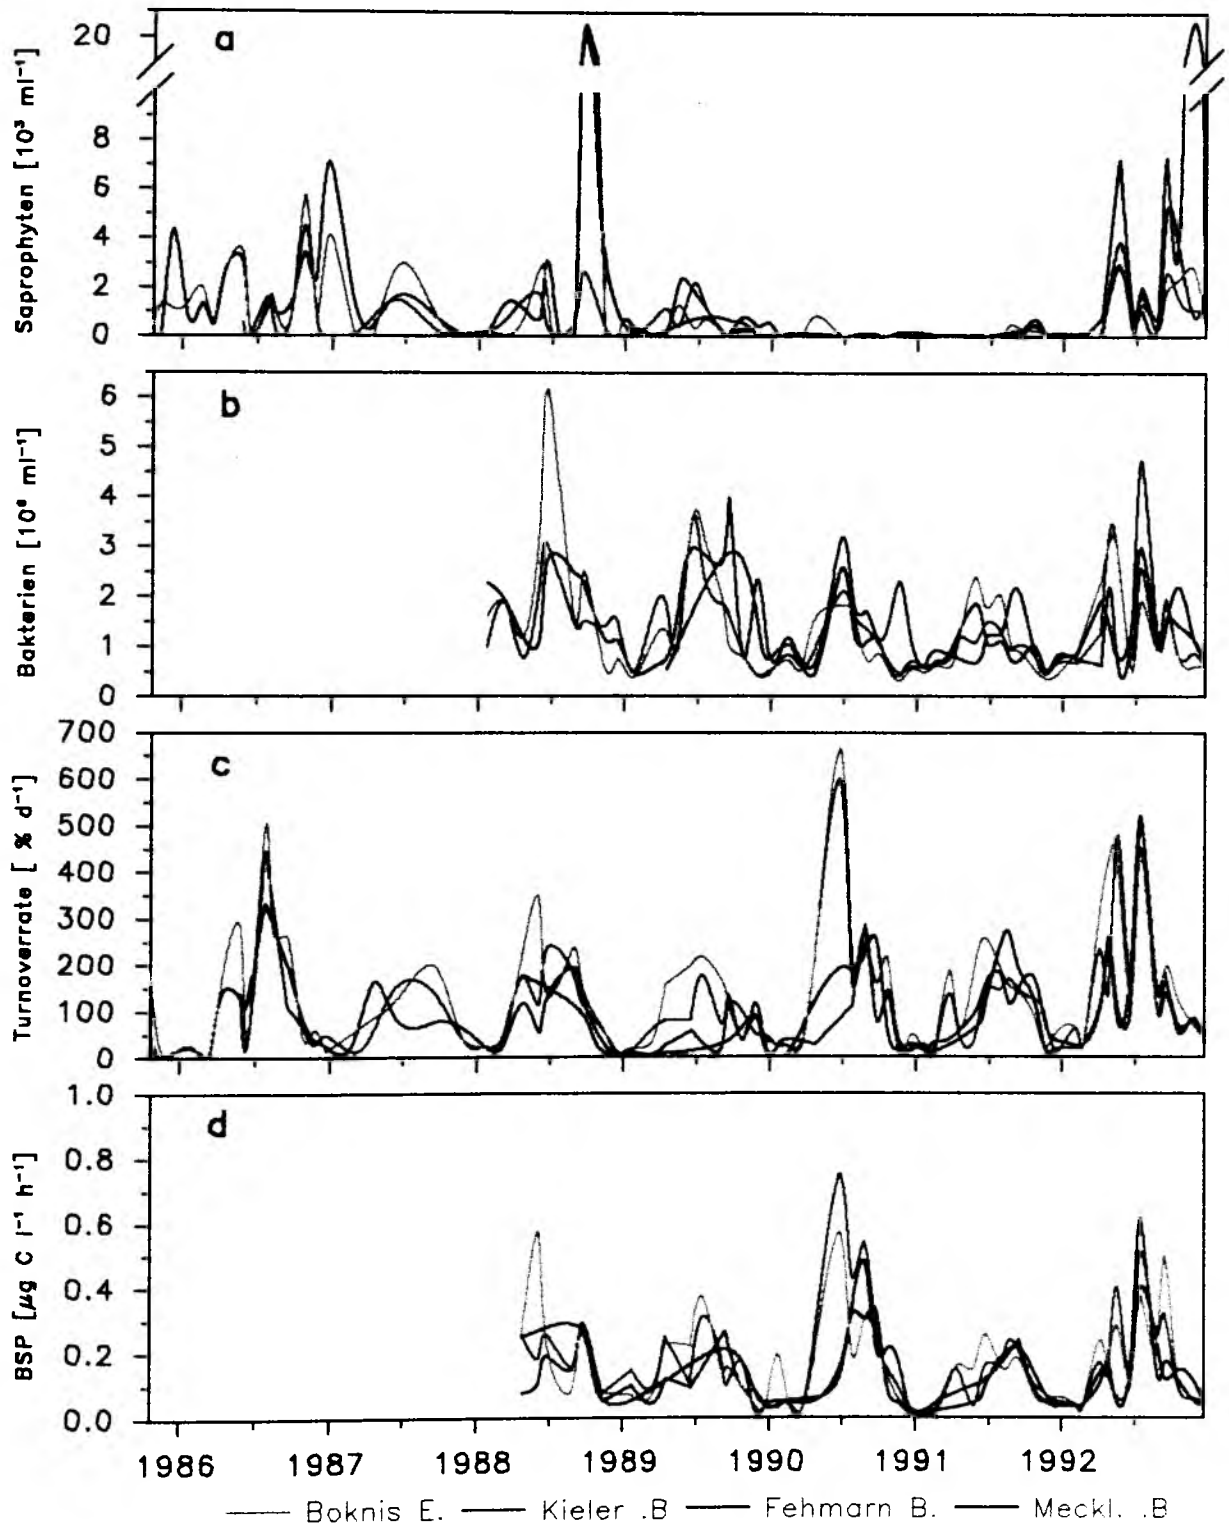 a
Saprophyten [10³ ml⁻¹]
20
8
6
4
2
0
b
Bakterien [10⁶ ml⁻¹]
6
5
4
3
2
1
0
c
Turnoverrate [ % d⁻¹]
700
600
500
400
300
200
100
0
d
BSP [µg C l⁻¹ h⁻¹]
1.0
0.8
0.6
0.4
0.2
0.0
1986 1987 1988 1989 1990 1991 1992
Boknis E. Kieler .B Fehmarn B. Meckl. .B